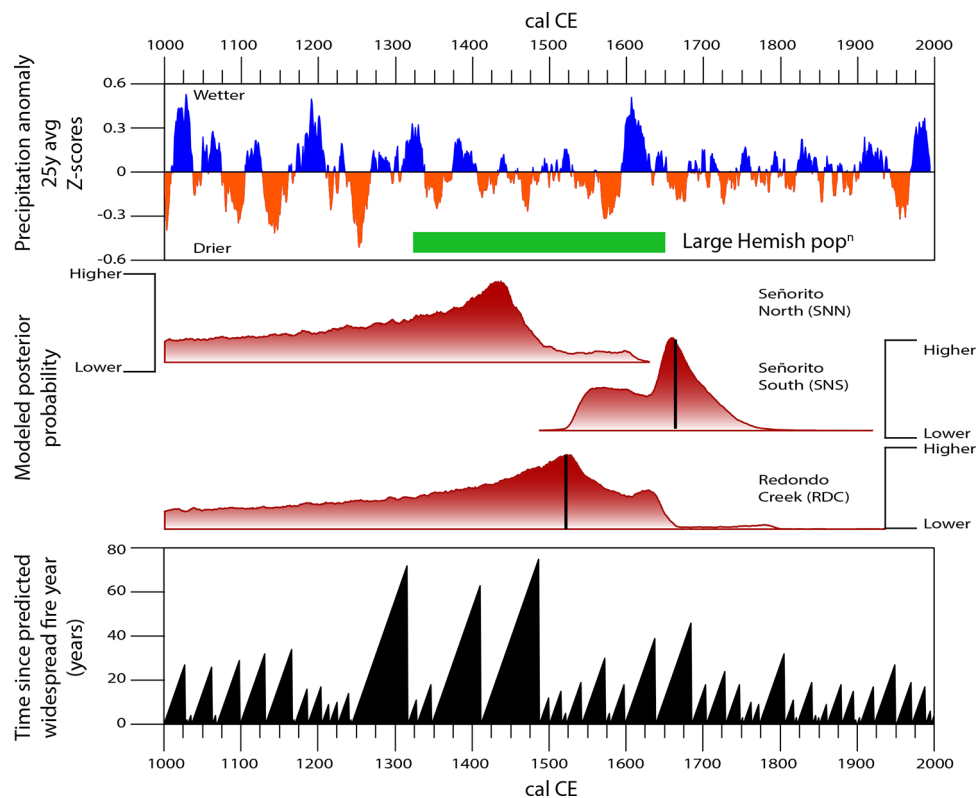 cal CE
1000 1100 1200 1300 1400 1500 1600 1700 1800 1900 2000
Precipitation anomaly
25y avg
Z-scores
0.6
0.3
0
-0.3
-0.6
Wetter
Drier
Large Hemish popⁿ
Modeled posterior
probability
Higher
Lower
Señorito
North (SNN)
Señorito
South (SNS)
Higher
Lower
Redondo
Creek (RDC)
Higher
Lower
Time since predicted
widespread fire year
(years)
80
60
40
20
0
1000 1100 1200 1300 1400 1500 1600 1700 1800 1900 2000
cal CE